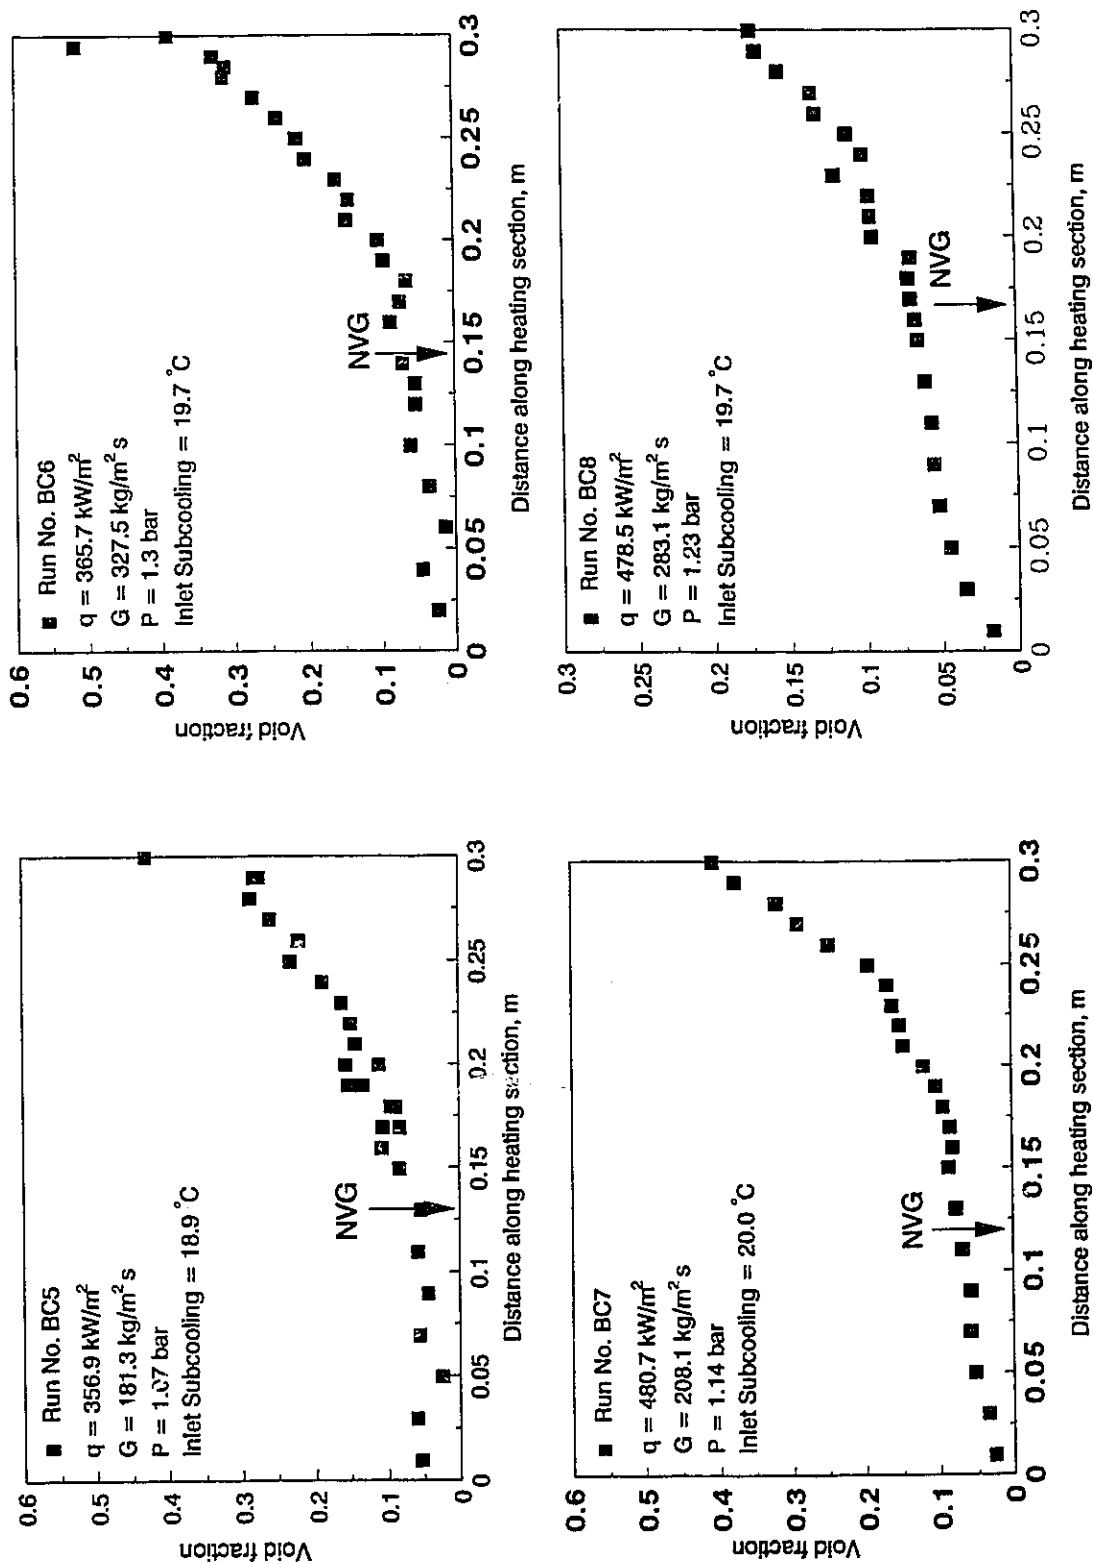 Run No. BC5
q = 356.9 kW/m²
G = 181.3 kg/m² s
P = 1.07 bar
Inlet Subcooling = 18.9 °C
NVG
Void fraction
0.6
0.5
0.4
0.3
0.2
0.1
0
0
0.05
0.1
0.15
0.2
0.25
0.3
Distance along heating section, m
Run No. BC6
q = 365.7 kW/m²
G = 327.5 kg/m² s
P = 1.3 bar
Inlet Subcooling = 19.7 °C
NVG
Void fraction
0.6
0.5
0.4
0.3
0.2
0.1
0
0
0.05
0.1
0.15
0.2
0.25
0.3
Distance along heating section, m
Run No. BC7
q = 480.7 kW/m²
G = 208.1 kg/m² s
P = 1.14 bar
Inlet Subcooling = 20.0 °C
NVG
Void fraction
0.6
0.5
0.4
0.3
0.2
0.1
0
0
0.05
0.1
0.15
0.2
0.25
0.3
Distance along heating section, m
Run No. BC8
q = 478.5 kW/m²
G = 283.1 kg/m² s
P = 1.23 bar
Inlet Subcooling = 19.7 °C
NVG
Void fraction
0.3
0.25
0.2
0.15
0.1
0.05
0
0
0.05
0.1
0.15
0.2
0.25
0.3
Distance along heating section, m